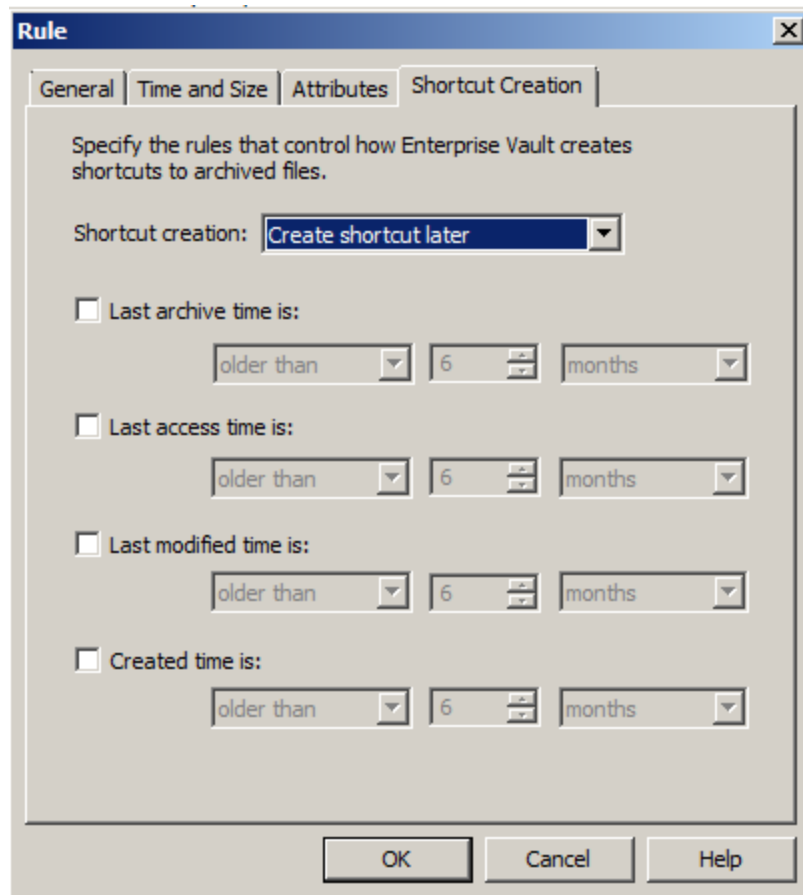 Rule
General Time and Size Attributes Shortcut Creation
Specify the rules that control how Enterprise Vault creates
shortcuts to archived files.
Shortcut creation: Create shortcut later
Last archive time is:
older than 6 months
Last access time is:
older than 6 months
Last modified time is:
older than 6 months
Created time is:
older than 6 months
OK Cancel Help